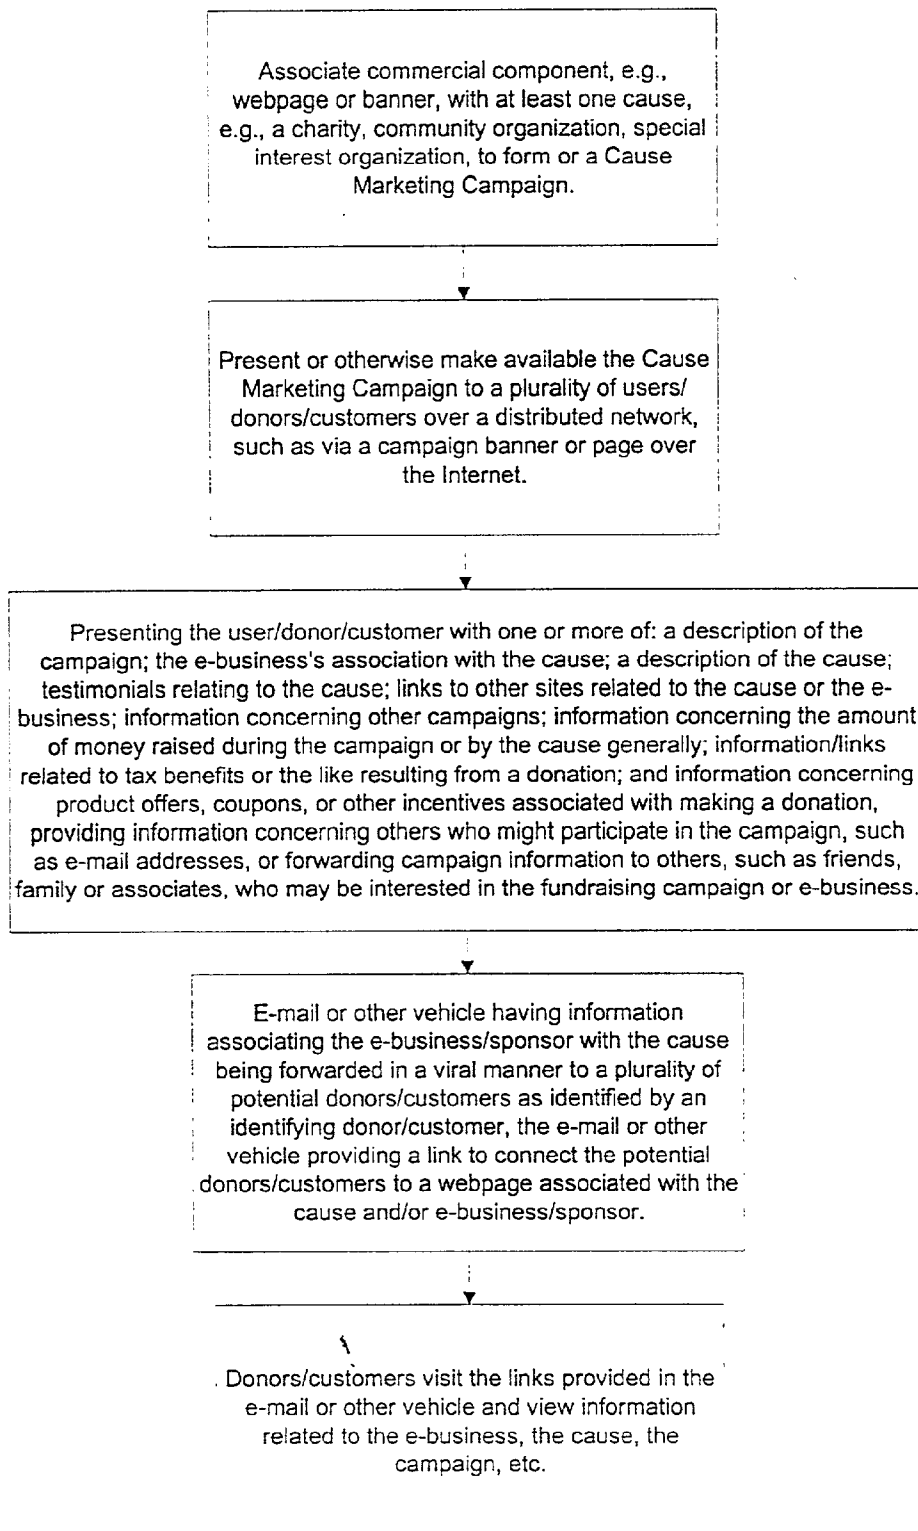 Associate commercial component, e.g.,
webpage or banner, with at least one cause,
e.g., a charity, community organization, special
interest organization, to form or a Cause
Marketing Campaign.
Present or otherwise make available the Cause
Marketing Campaign to a plurality of users/
donors/customers over a distributed network,
such as via a campaign banner or page over
the Internet.
Presenting the user/donor/customer with one or more of: a description of the
campaign; the e-business's association with the cause; a description of the cause;
testimonials relating to the cause; links to other sites related to the cause or the e-
business; information concerning other campaigns; information concerning the amount
of money raised during the campaign or by the cause generally; information/links
related to tax benefits or the like resulting from a donation; and information concerning
product offers, coupons, or other incentives associated with making a donation,
providing information concerning others who might participate in the campaign, such
as e-mail addresses, or forwarding campaign information to others, such as friends,
family or associates, who may be interested in the fundraising campaign or e-business.
E-mail or other vehicle having information
associating the e-business/sponsor with the cause
being forwarded in a viral manner to a plurality of
potential donors/customers as identified by an
identifying donor/customer, the e-mail or other
vehicle providing a link to connect the potential
donors/customers to a webpage associated with the
cause and/or e-business/sponsor.
Donors/customers visit the links provided in the
e-mail or other vehicle and view information
related to the e-business, the cause, the
campaign, etc.